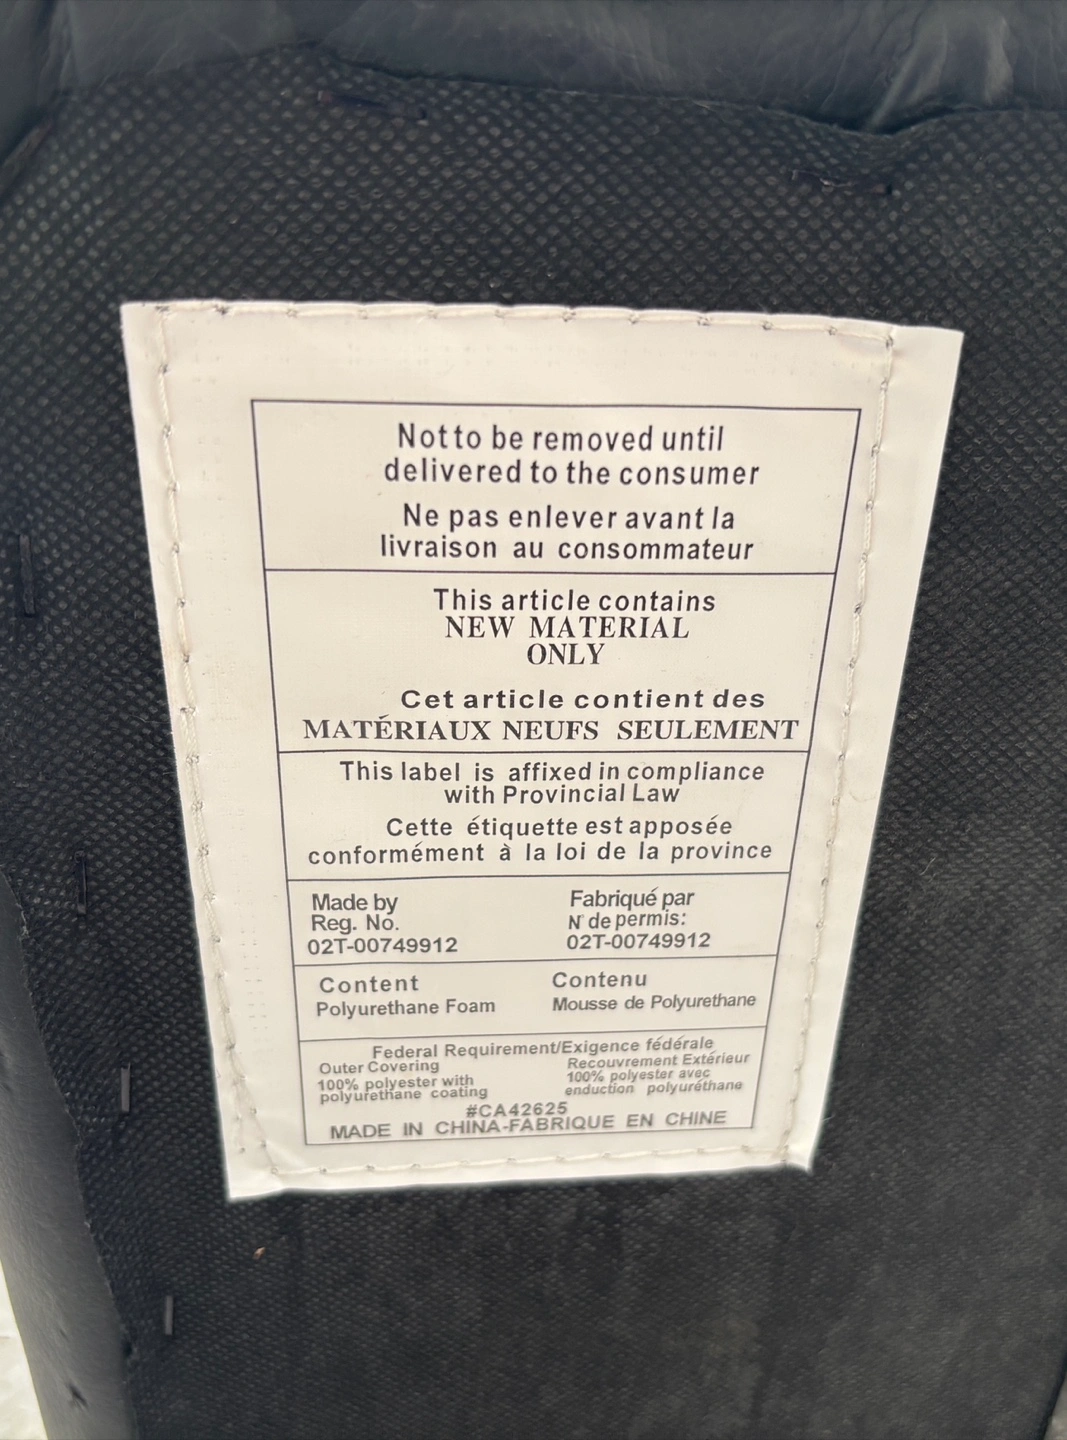 Not to be removed until
delivered to the consumer
Ne pas enlever avant la
livraison au consommateur
This article contains
NEW MATERIAL
ONLY
Cet article contient des
MATÉRIAUX NEUFS SEULEMENT
This label is affixed in compliance
with Provincial Law
Cette étiquette est apposée
conformément à la loi de la province
Made by
Reg. No.
02T-00749912
Fabriqué par
N° de permis:
02T-00749912
Content
Polyurethane Foam
Contenu
Mousse de Polyurethane
Federal Requirement/Exigence fédérale
Outer Covering
100% polyester with
polyurethane coating
Recouvrement Extérieur
100% polyester avec
enduction polyuréthane
#CA42625
MADE IN CHINA-FABRIQUE EN CHINE